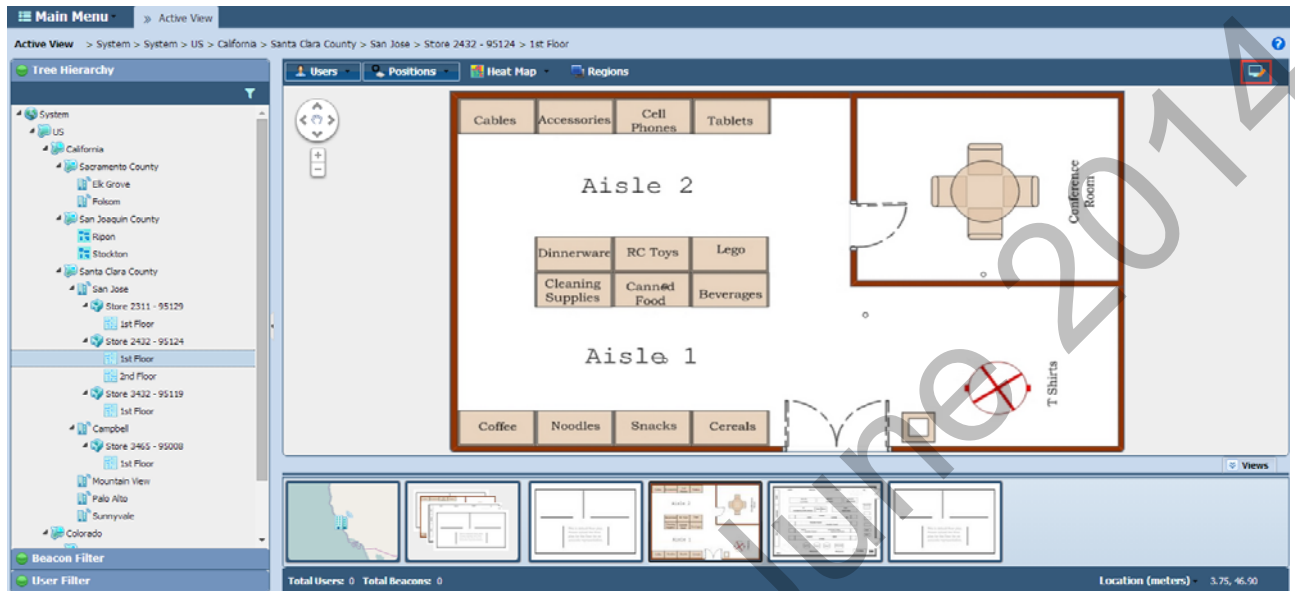 Main Menu
» Active View
Active View > System > System > US > California > Santa Clara County > San Jose > Store 2432 - 95124 > 1st Floor
Tree Hierarchy
Users
Positions
Heat Map
Regions
System
US
California
Sacramento County
Elk Grove
Folsom
San Joaquin County
Ripon
Stockton
Santa Clara County
San Jose
Store 2311 - 95129
1st Floor
Store 2432 - 95124
1st Floor
2nd Floor
Store 3432 - 95119
1st Floor
Campbell
Store 3465 - 95008
1st Floor
Mountain View
Palo Alto
Sunnyvale
Colorado
Beacon Filter
User Filter
Cables
Accessories
Cell
Phones
Tablets
Aisle 2
Conference
Room
Dinnerware
RC Toys
Lego
Cleaning
Supplies
Canned
Food
Beverages
Aisle 1
T Shirts
Coffee
Noodles
Snacks
Cereals
Views
Total Users: 0 Total Beacons: 0
Location (meters)
3.75, 46.90
June 2014